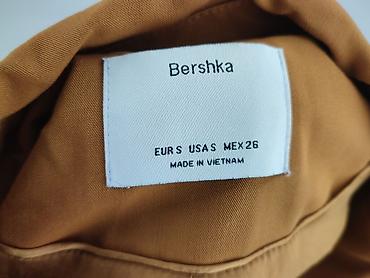 Bershka
EUR S USA S MEX 26
MADE IN VIETNAM